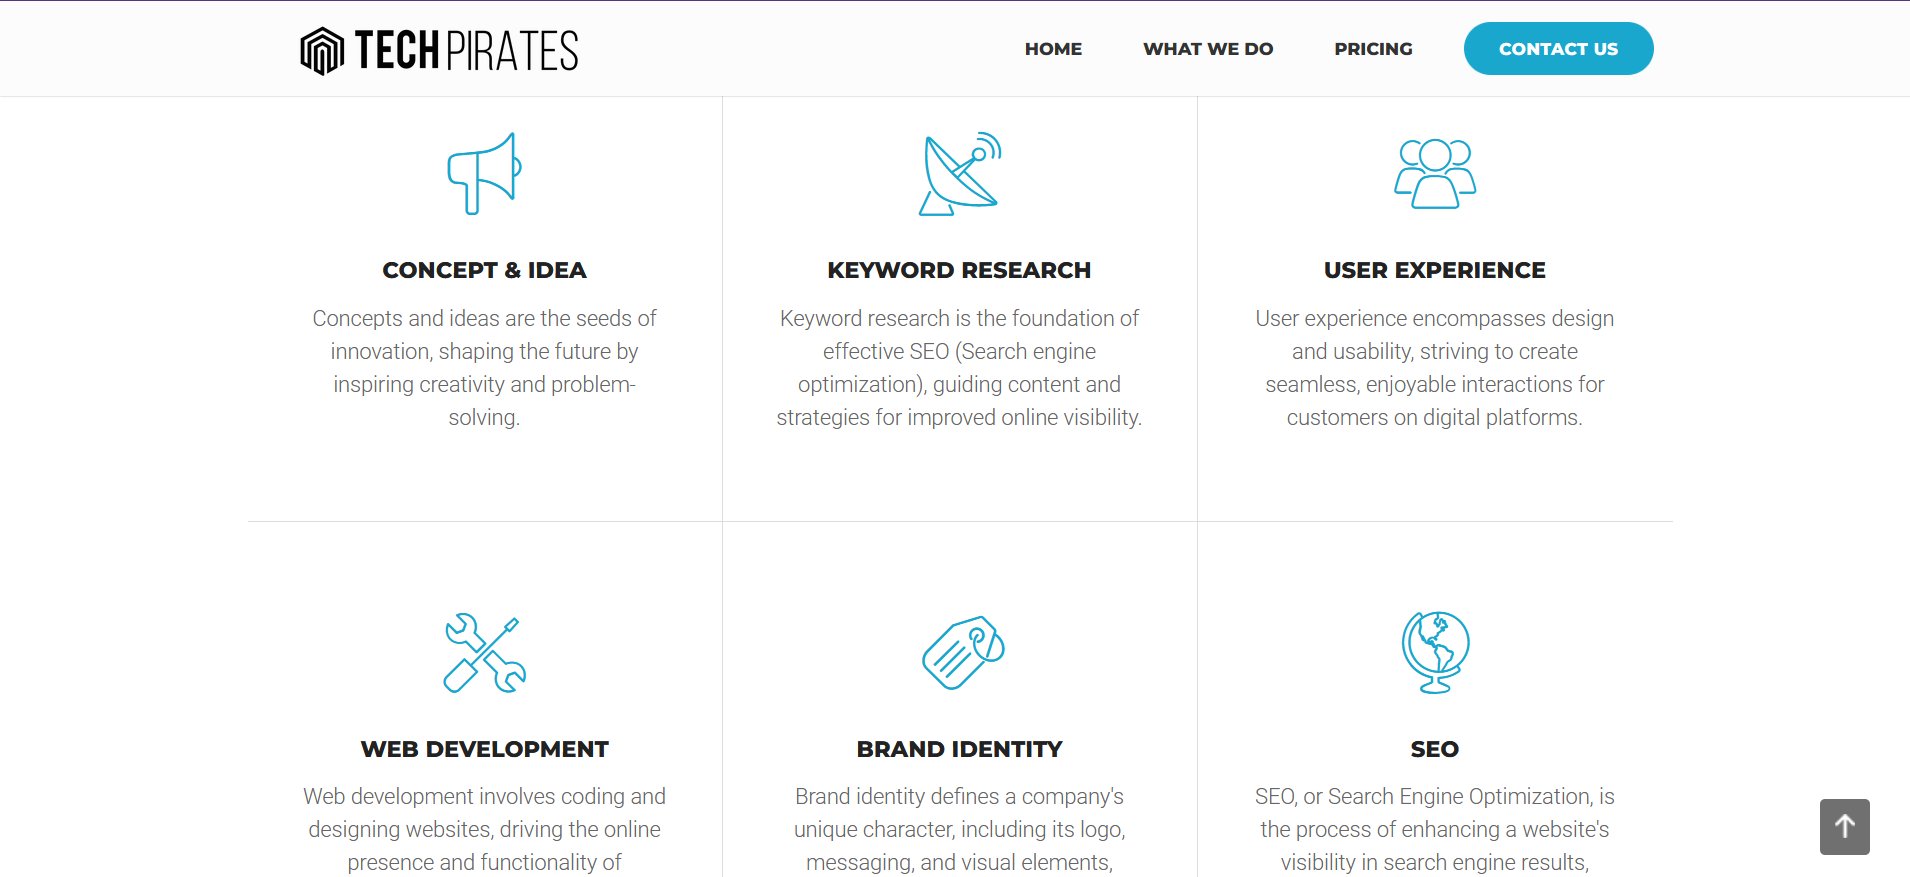 TECH PIRATES
HOME
WHAT WE DO
PRICING
CONTACT US
CONCEPT & IDEA
Concepts and ideas are the seeds of
innovation, shaping the future by
inspiring creativity and problem-
solving.
KEYWORD RESEARCH
Keyword research is the foundation of
effective SEO (Search engine
optimization), guiding content and
strategies for improved online visibility.
USER EXPERIENCE
User experience encompasses design
and usability, striving to create
seamless, enjoyable interactions for
customers on digital platforms.
WEB DEVELOPMENT
Web development involves coding and
designing websites, driving the online
presence and functionality of
BRAND IDENTITY
Brand identity defines a company's
unique character, including its logo,
messaging, and visual elements,
SEO
SEO, or Search Engine Optimization, is
the process of enhancing a website's
visibility in search engine results,